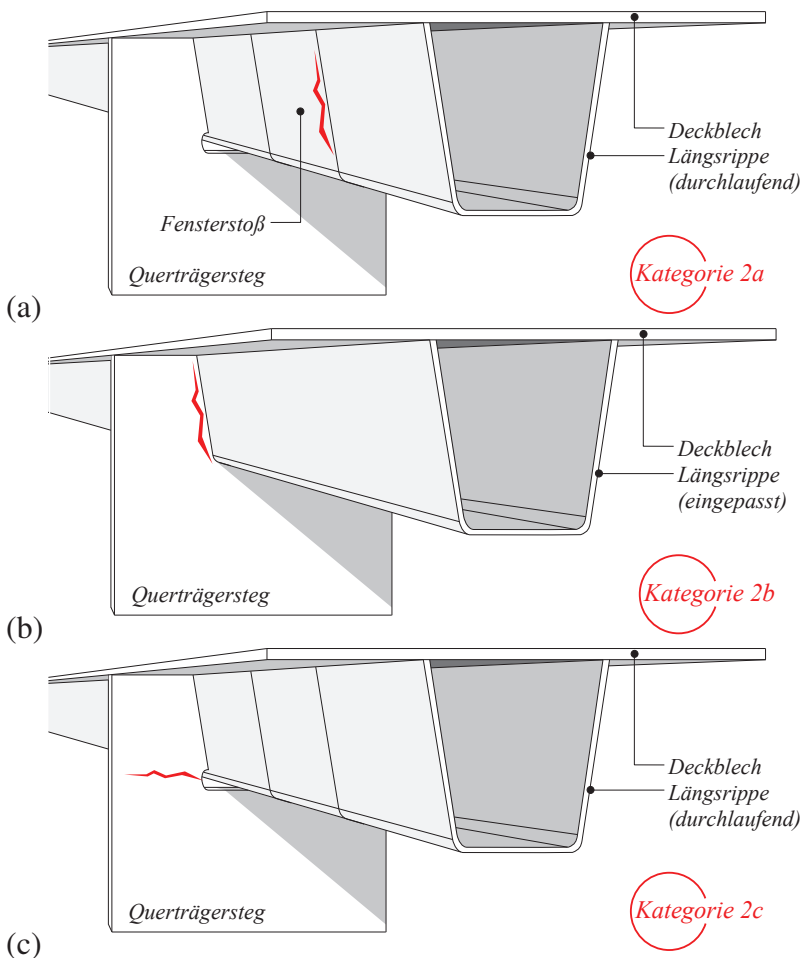 Deckblech
Längsrippe
(durchlaufend)
Fensterstoß
Querträgersteg
Kategorie 2a
(a)
Deckblech
Längsrippe
(eingepasst)
Querträgersteg
Kategorie 2b
(b)
Deckblech
Längsrippe
(durchlaufend)
Querträgersteg
Kategorie 2c
(c)